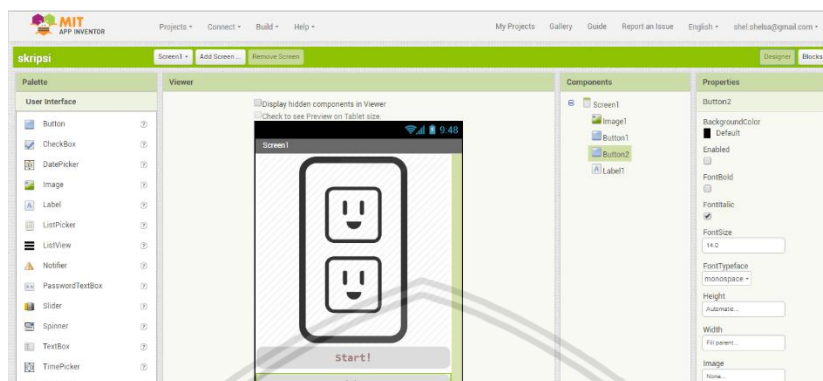 MIT
APP INVENTOR
Projects Connect Build Help
My Projects Gallery Guide Report an Issue English shel.shelsa@gmail.com
skripsi
Screen1 Add Screen... Remove Screen
Designer Blocks
Palette
User Interface
Button
CheckBox
DatePicker
Image
Label
ListPicker
ListView
Notifier
PasswordTextBox
Slider
Spinner
TextBox
TimePicker
Viewer
Display hidden components in Viewer
Check to see Preview on Tablet size.
9:48
Screen1
Start!
Components
Screen1
Image1
Button1
Button2
Label1
Properties
Button2
BackgroundColor
Default
Enabled
FontBold
FontItalic
FontSize
14.0
FontTypeface
monospace
Height
Automatic...
Width
Fill parent...
Image
None...